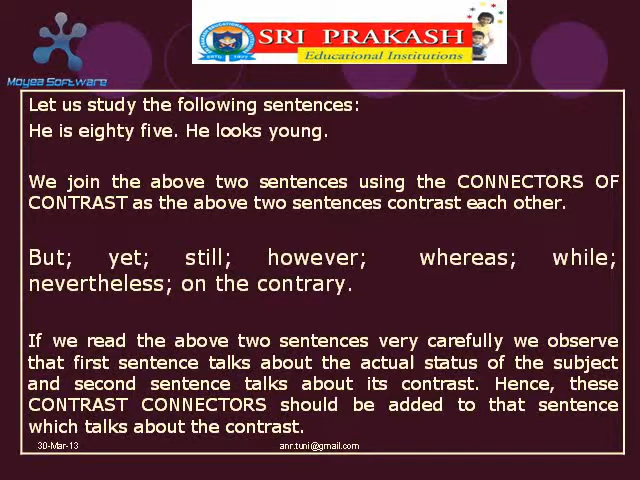 SRI PRAKASH
Educational Institutions
ESTD. 1977
Moyea Software
Let us study the following sentences:
He is eighty five. He looks young.
We join the above two sentences using the CONNECTORS OF
CONTRAST as the above two sentences contrast each other.
But; yet; still; however; whereas; while;
nevertheless; on the contrary.
If we read the above two sentences very carefully we observe
that first sentence talks about the actual status of the subject
and second sentence talks about its contrast. Hence, these
CONTRAST CONNECTORS should be added to that sentence
which talks about the contrast.
30-Mar-13
anr.tuni@gmail.com